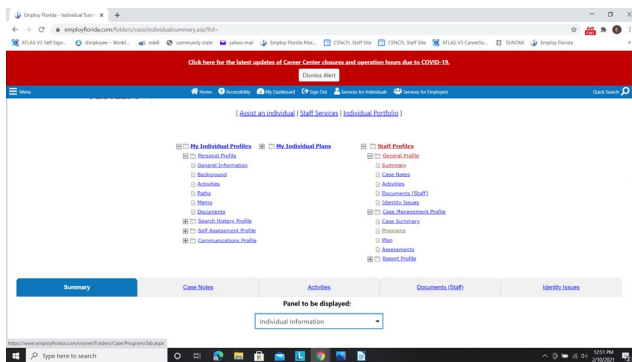 Employ Florida - Individual Summ
employflorida.com/folders/case/individualsummary.asp?fid=
ATLAS V3 Self Sign... iEmployee - Workf... eskill community state yahoo mail Employ Florida Mar... CSNCFL Staff Site CSNCFL Staff Site ATLAS V3 CareerSo... SUNTAX Employ Florida
Click here for the latest updates of Career Center closures and operation hours due to COVID-19.
Dismiss Alert
Menu Home Accessibility My Dashboard Sign Out Services for Individuals Services for Employers Quick Search
[ Assist an individual | Staff Services | Individual Portfolio ]
My Individual Profiles My Individual Plans Staff Profiles
Personal Profile General Profile
General Information Summary
Background Case Notes
Activities Activities
Paths Documents (Staff)
Memo Identity Issues
Documents Case Management Profile
Search History Profile Case Summary
Self Assessment Profile Programs
Communications Profile Plan
Assessments
Report Profile
Summary Case Notes Activities Documents (Staff) Identity Issues
Panel to be displayed:
Individual Information
https://www.employflorida.com/vosnet/Folders/Case/ProgramsTab.aspx
Type here to search
12:51 PM
2/10/2021